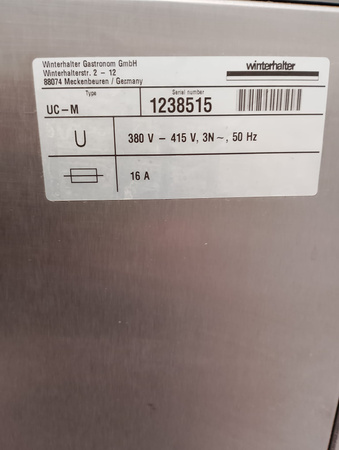 Winterhalter Gastronom GmbH
Winterhalterstr. 2 – 12
88074 Meckenbeuren / Germany
winterhalter
Type
Serial number
UC–M
1238515
U
380 V – 415 V, 3N~, 50 Hz
16 A